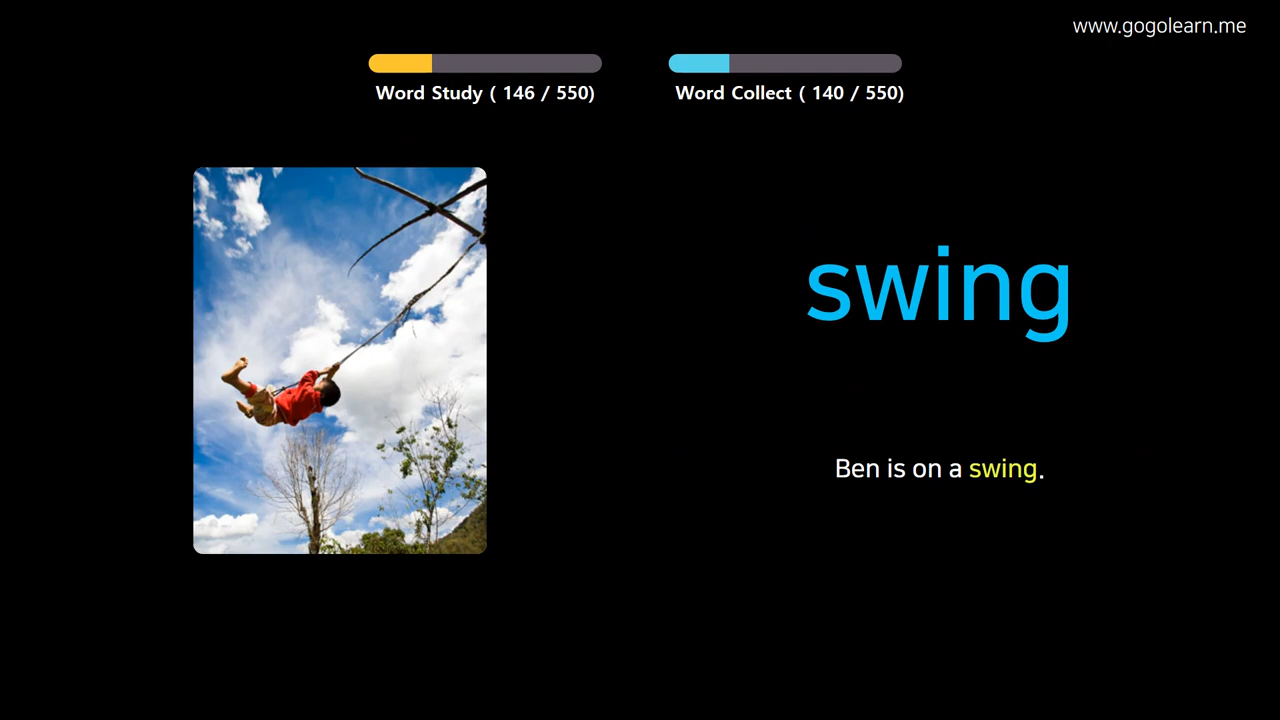 www.gogolearn.me
Word Study ( 146 / 550)
Word Collect ( 140 / 550)
swing
Ben is on a swing.